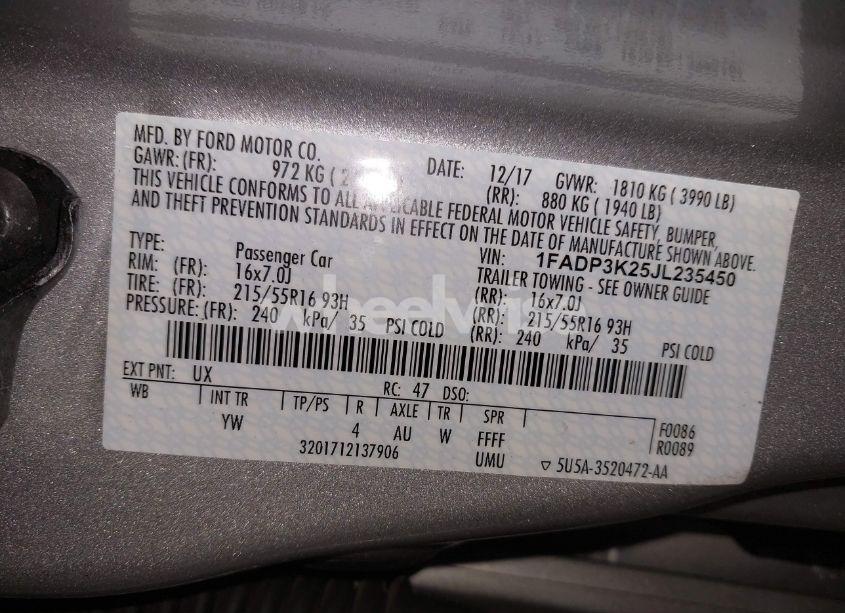 MFD. BY FORD MOTOR CO.
DATE: 12/17 GVWR: 1810 KG ( 3990 LB)
GAWR: (FR): 972 KG ( 2 (RR): 880 KG ( 1940 LB)
THIS VEHICLE CONFORMS TO ALL APPLICABLE FEDERAL MOTOR VEHICLE SAFETY, BUMPER,
AND THEFT PREVENTION STANDARDS IN EFFECT ON THE DATE OF MANUFACTURE SHOWN ABOVE.
VIN: 1FADP3K25JL235450
TYPE: Passenger Car TRAILER TOWING - SEE OWNER GUIDE
RIM: (FR): 16x7.0J (RR): 16x7.0J
TIRE: (FR): 215/55R16 93H (RR): 215/55R16 93H
PRESSURE: (FR): 240 kPa/ 35 PSI COLD (RR): 240 kPa/ 35 PSI COLD
EXT PNT: UX RC: 47 DSO:
WB INT TR TP/PS R AXLE TR SPR
YW 4 AU W FFFF F0086
3201712137906 UMU R0089
▽ 5U5A-3520472-AA